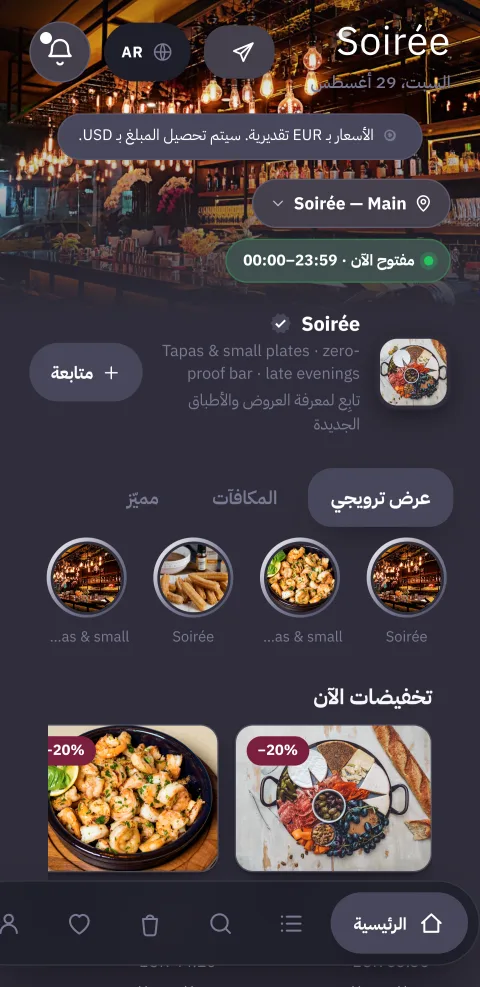 Soirée
AR
السبت، 29 أغسطس
الأسعار بـ EUR تقديرية. سيتم تحصيل المبلغ بـ USD.
Soirée — Main
مفتوح الآن · 00:00–23:59
Soirée
Tapas & small plates · zero-
proof bar · late evenings
تابِع لمعرفة العروض والأطباق
الجديدة
متابعة
عرض ترويجي
المكافآت
مميّز
Soirée
...as & small
Soirée
...as & small
تخفيضات الآن
−20%
−20%
الرئيسية